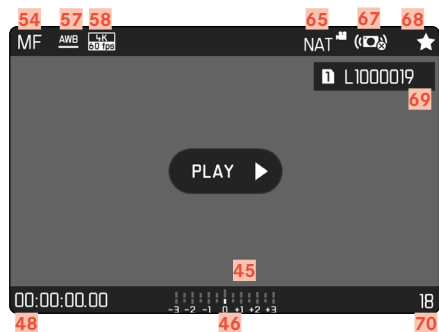 54 57 58 65 67 68
MF AWB 4K 60 fps NAT
1 L1000019
69
PLAY
45
00:00:00.00 -3 -2 -1 0 +1 +2 +3 18
48 46 70